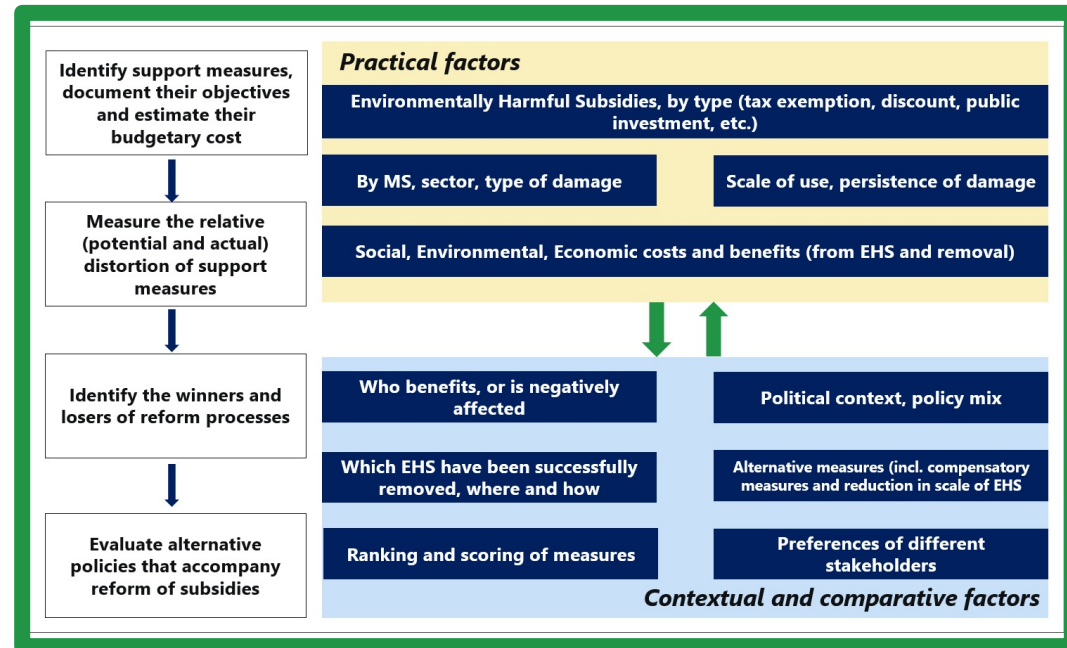 Identify support measures,
document their objectives
and estimate their
budgetary cost
Measure the relative
(potential and actual)
distortion of support
measures
Identify the winners and
losers of reform processes
Evaluate alternative
policies that accompany
reform of subsidies
Practical factors
Environmentally Harmful Subsidies, by type (tax exemption, discount, public
investment, etc.)
By MS, sector, type of damage
Scale of use, persistence of damage
Social, Environmental, Economic costs and benefits (from EHS and removal)
Who benefits, or is negatively
affected
Political context, policy mix
Which EHS have been successfully
removed, where and how
Alternative measures (incl. compensatory
measures and reduction in scale of EHS
Ranking and scoring of measures
Preferences of different
stakeholders
Contextual and comparative factors